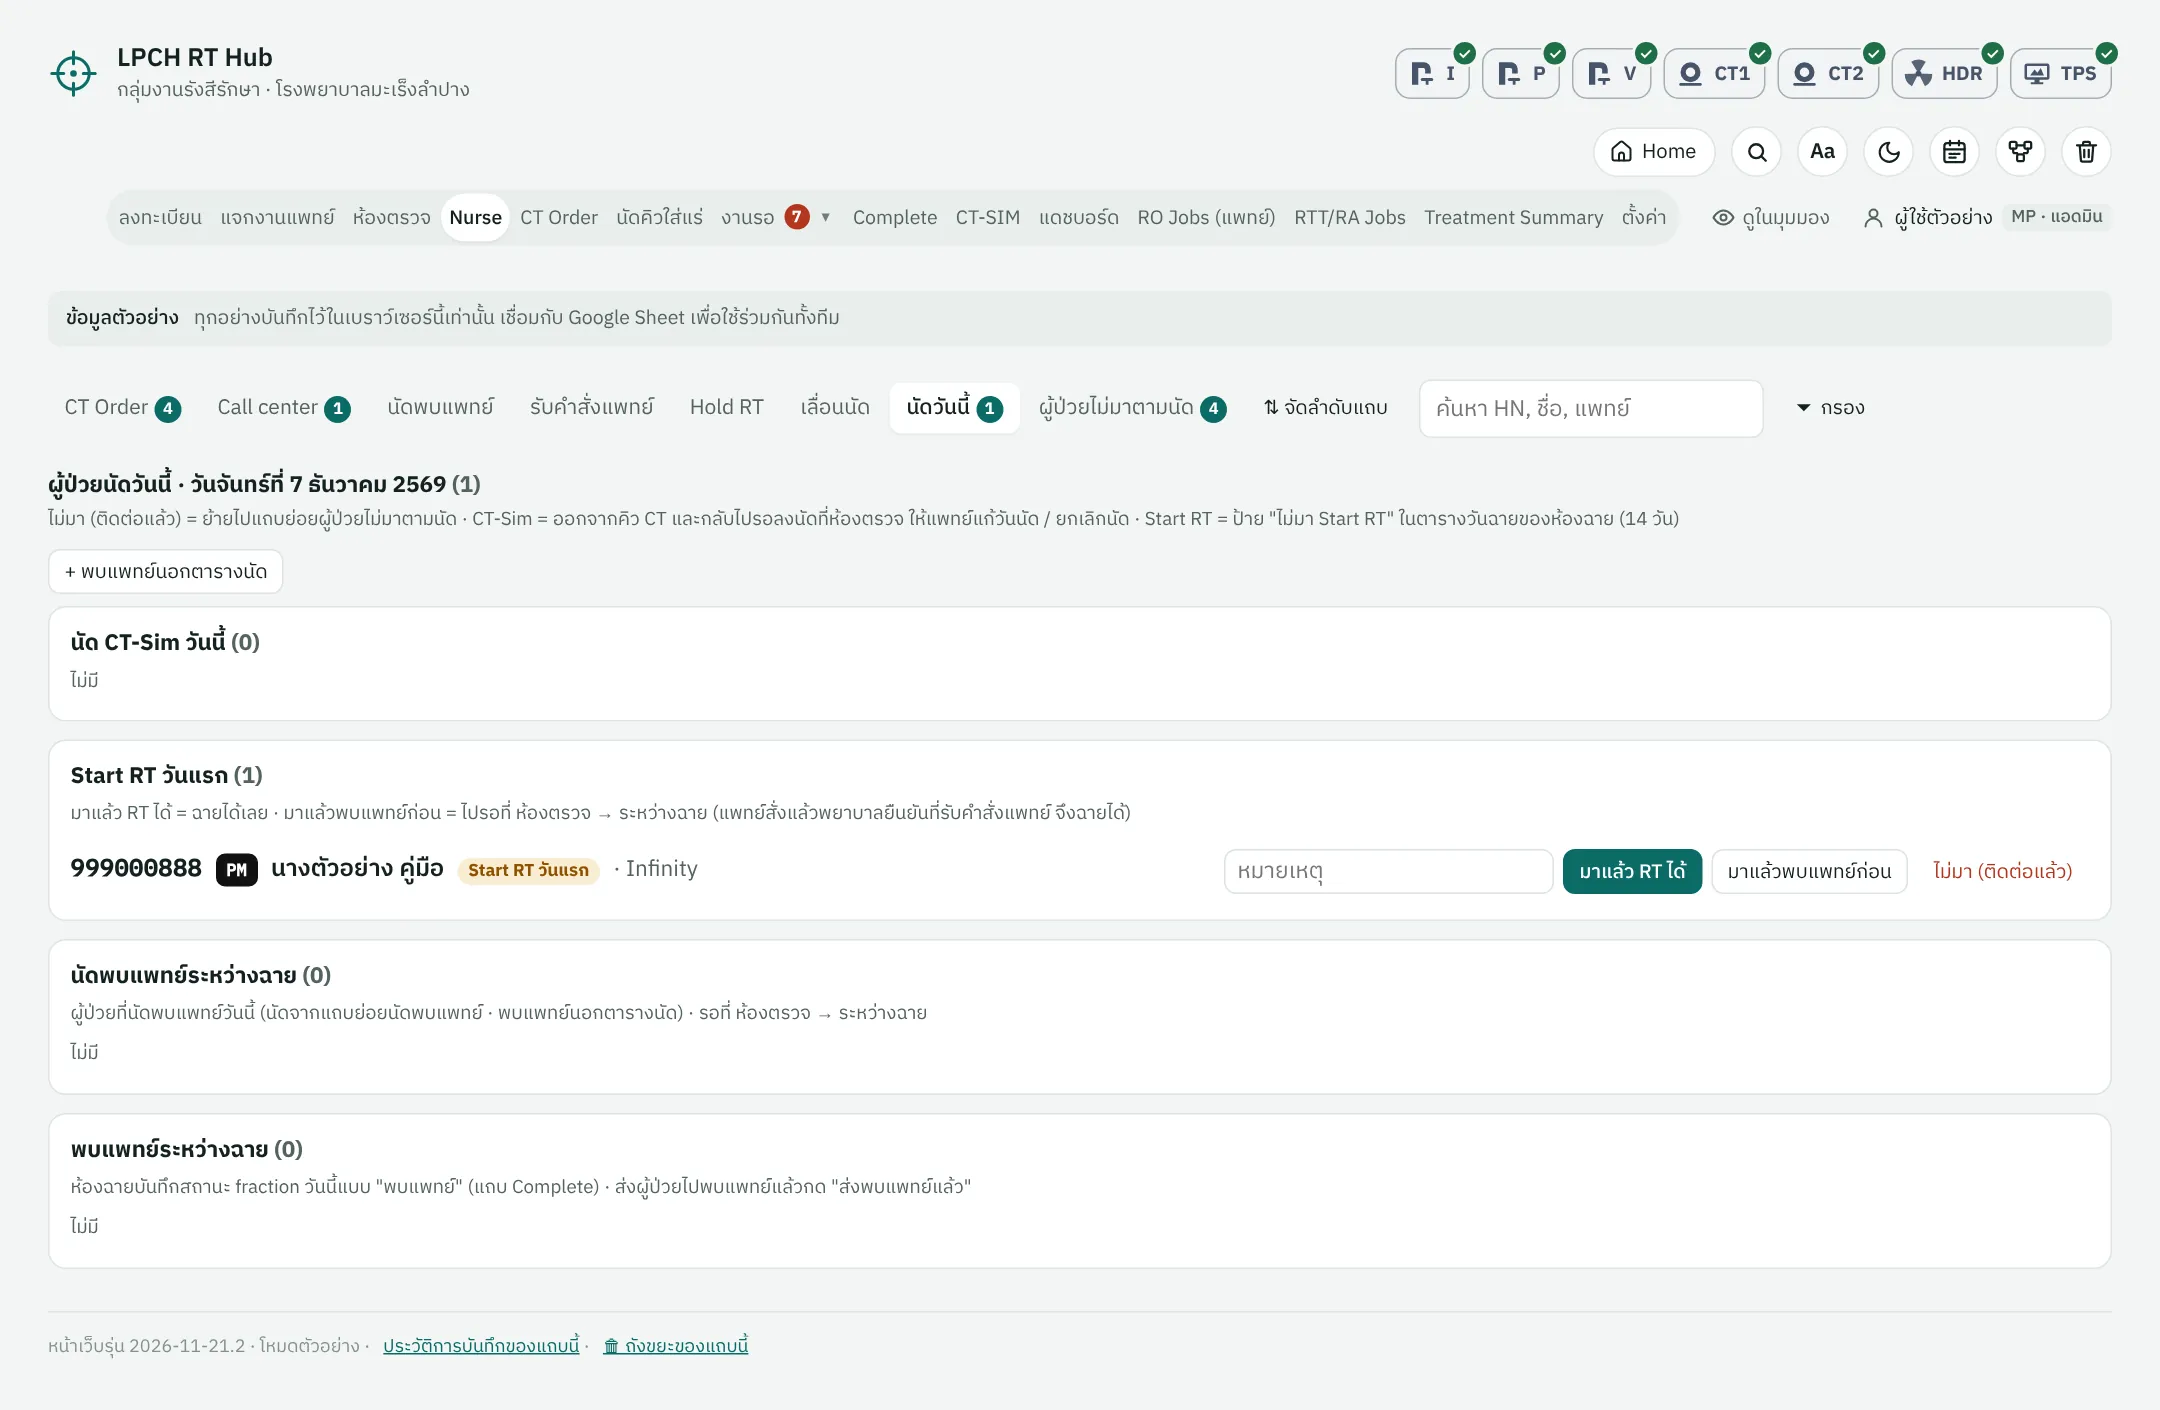 LPCH RT Hub
กลุ่มงานรังสีรักษา · โรงพยาบาลมะเร็งลำปาง
I P V CT1 CT2 HDR TPS
Home Aa
ลงทะเบียน แจกงานแพทย์ ห้องตรวจ Nurse CT Order นัดคิวใส่แร่ งานรอ 7 ▼ Complete CT-SIM แดชบอร์ด RO Jobs (แพทย์) RTT/RA Jobs Treatment Summary ตั้งค่า ดูในมุมมอง ผู้ใช้ตัวอย่าง MP · แอดมิน
ข้อมูลตัวอย่าง ทุกอย่างบันทึกไว้ในเบราว์เซอร์นี้เท่านั้น เชื่อมกับ Google Sheet เพื่อใช้ร่วมกันทั้งทีม
CT Order 4 Call center 1 นัดพบแพทย์ รับคำสั่งแพทย์ Hold RT เลื่อนนัด นัดวันนี้ 1 ผู้ป่วยไม่มาตามนัด 4 ⇅ จัดลำดับแถบ ค้นหา HN, ชื่อ, แพทย์ ▼ กรอง
ผู้ป่วยนัดวันนี้ · วันจันทร์ที่ 7 ธันวาคม 2569 (1)
ไม่มา (ติดต่อแล้ว) = ย้ายไปแถบย่อยผู้ป่วยไม่มาตามนัด · CT-Sim = ออกจากคิว CT และกลับไปรอลงนัดที่ห้องตรวจ ให้แพทย์แก้วันนัด / ยกเลิกนัด · Start RT = ป้าย "ไม่มา Start RT" ในตารางวันฉายของห้องฉาย (14 วัน)
+ พบแพทย์นอกตารางนัด
นัด CT-Sim วันนี้ (0)
ไม่มี
Start RT วันแรก (1)
มาแล้ว RT ได้ = ฉายได้เลย · มาแล้วพบแพทย์ก่อน = ไปรอที่ ห้องตรวจ → ระหว่างฉาย (แพทย์สั่งแล้วพยาบาลยืนยันที่รับคำสั่งแพทย์ จึงฉายได้)
999000888 PM นางตัวอย่าง คู่มือ Start RT วันแรก · Infinity หมายเหตุ มาแล้ว RT ได้ มาแล้วพบแพทย์ก่อน ไม่มา (ติดต่อแล้ว)
นัดพบแพทย์ระหว่างฉาย (0)
ผู้ป่วยที่นัดพบแพทย์วันนี้ (นัดจากแถบย่อยนัดพบแพทย์ · พบแพทย์นอกตารางนัด) · รอที่ ห้องตรวจ → ระหว่างฉาย
ไม่มี
พบแพทย์ระหว่างฉาย (0)
ห้องฉายบันทึกสถานะ fraction วันนี้แบบ "พบแพทย์" (แถบ Complete) · ส่งผู้ป่วยไปพบแพทย์แล้วกด "ส่งพบแพทย์แล้ว"
ไม่มี
หน้าเว็บรุ่น 2026-11-21.2 · โหมดตัวอย่าง · ประวัติการบันทึกของแถบนี้ · ถังขยะของแถบนี้